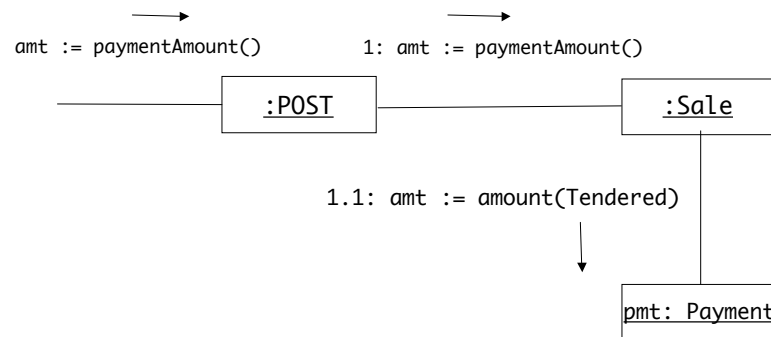 amt := paymentAmount()
1: amt := paymentAmount()
:POST
:Sale
1.1: amt := amount(Tendered)
pmt: Payment